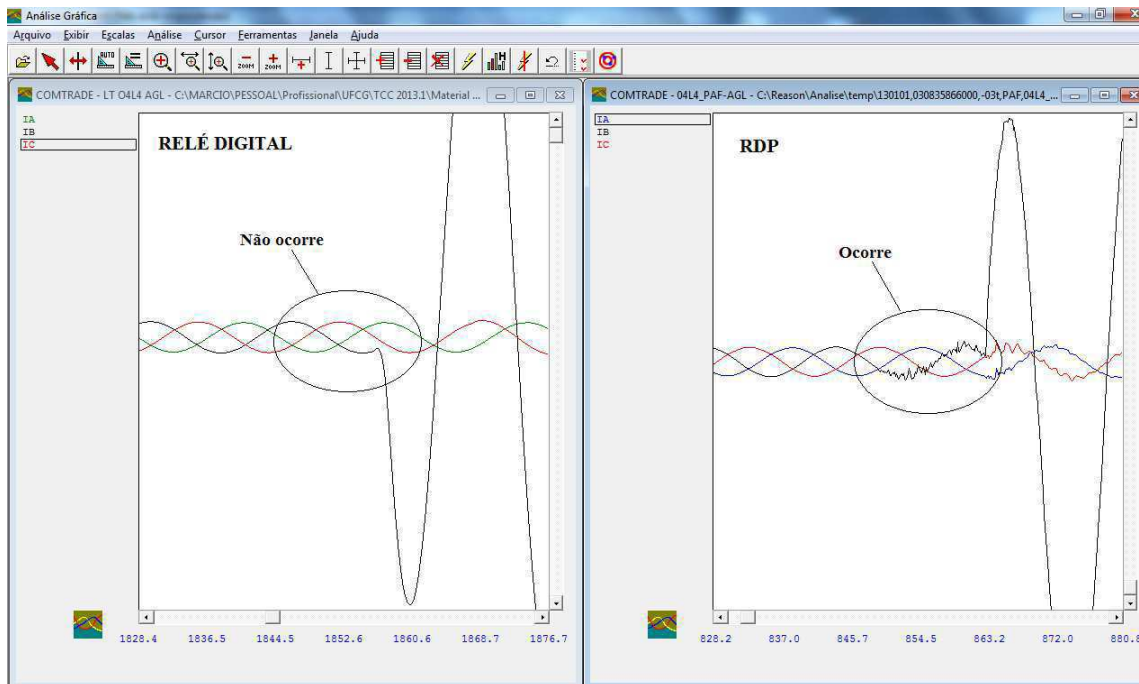 Análise Gráfica
Arquivo Exibir Escalas Análise Cursor Ferramentas Janela Ajuda
AUTO ZOOM ZOOM H
COMTRADE - LT 04L4 AGL - C:\MARCIO\PESSOAL\Profissional\UFCG\TCC 2013.1\Material ...
IA
IB
IC
RELÉ DIGITAL
Não ocorre
1828.4 1836.5 1844.5 1852.6 1860.6 1868.7 1876.7
COMTRADE - 04L4_PAF-AGL - C:\Reason\Analise\temp\130101,030835866000,-03t,PAF,04L4_...
IA
IB
IC
RDP
Ocorre
828.2 837.0 845.7 854.5 863.2 872.0 880.8